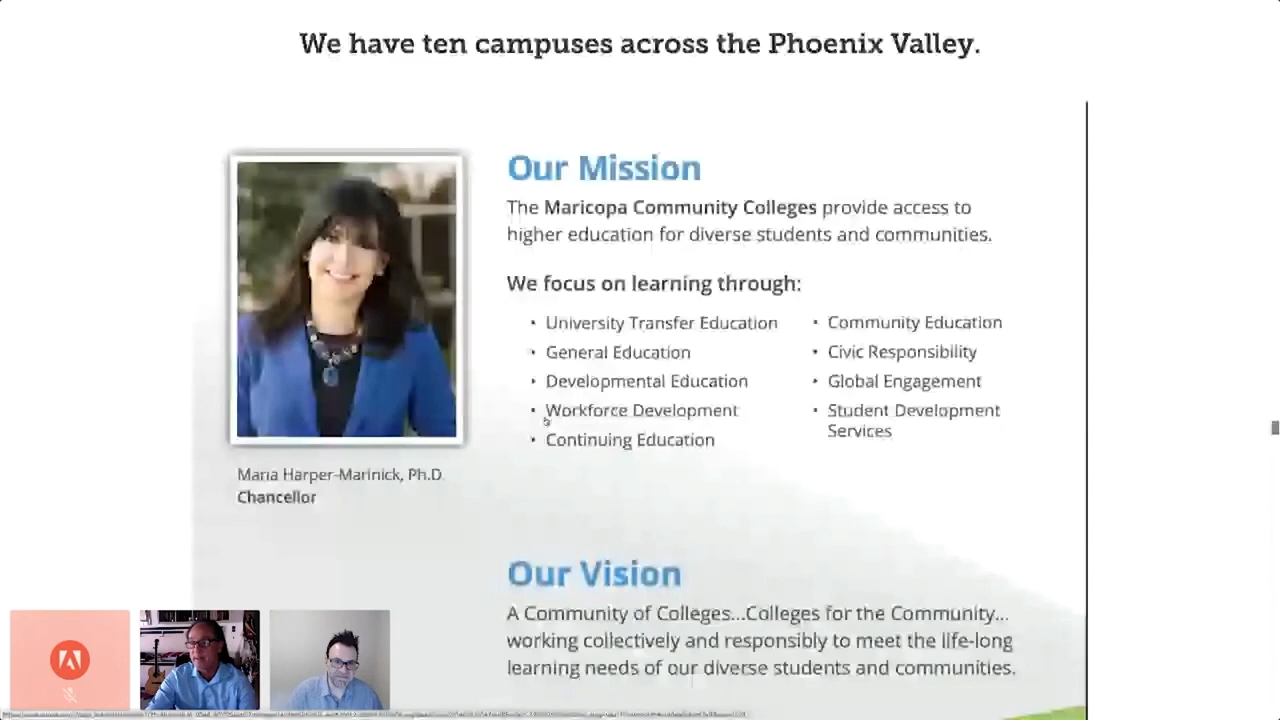 We have ten campuses across the Phoenix Valley.
Our Mission
The Maricopa Community Colleges provide access to
higher education for diverse students and communities.
We focus on learning through:
• University Transfer Education
• General Education
• Developmental Education
• Workforce Development
• Continuing Education
• Community Education
• Civic Responsibility
• Global Engagement
• Student Development
Services
Maria Harper-Marinick, Ph.D.
Chancellor
Our Vision
A Community of Colleges...Colleges for the Community...
working collectively and responsibly to meet the life-long
learning needs of our diverse students and communities.